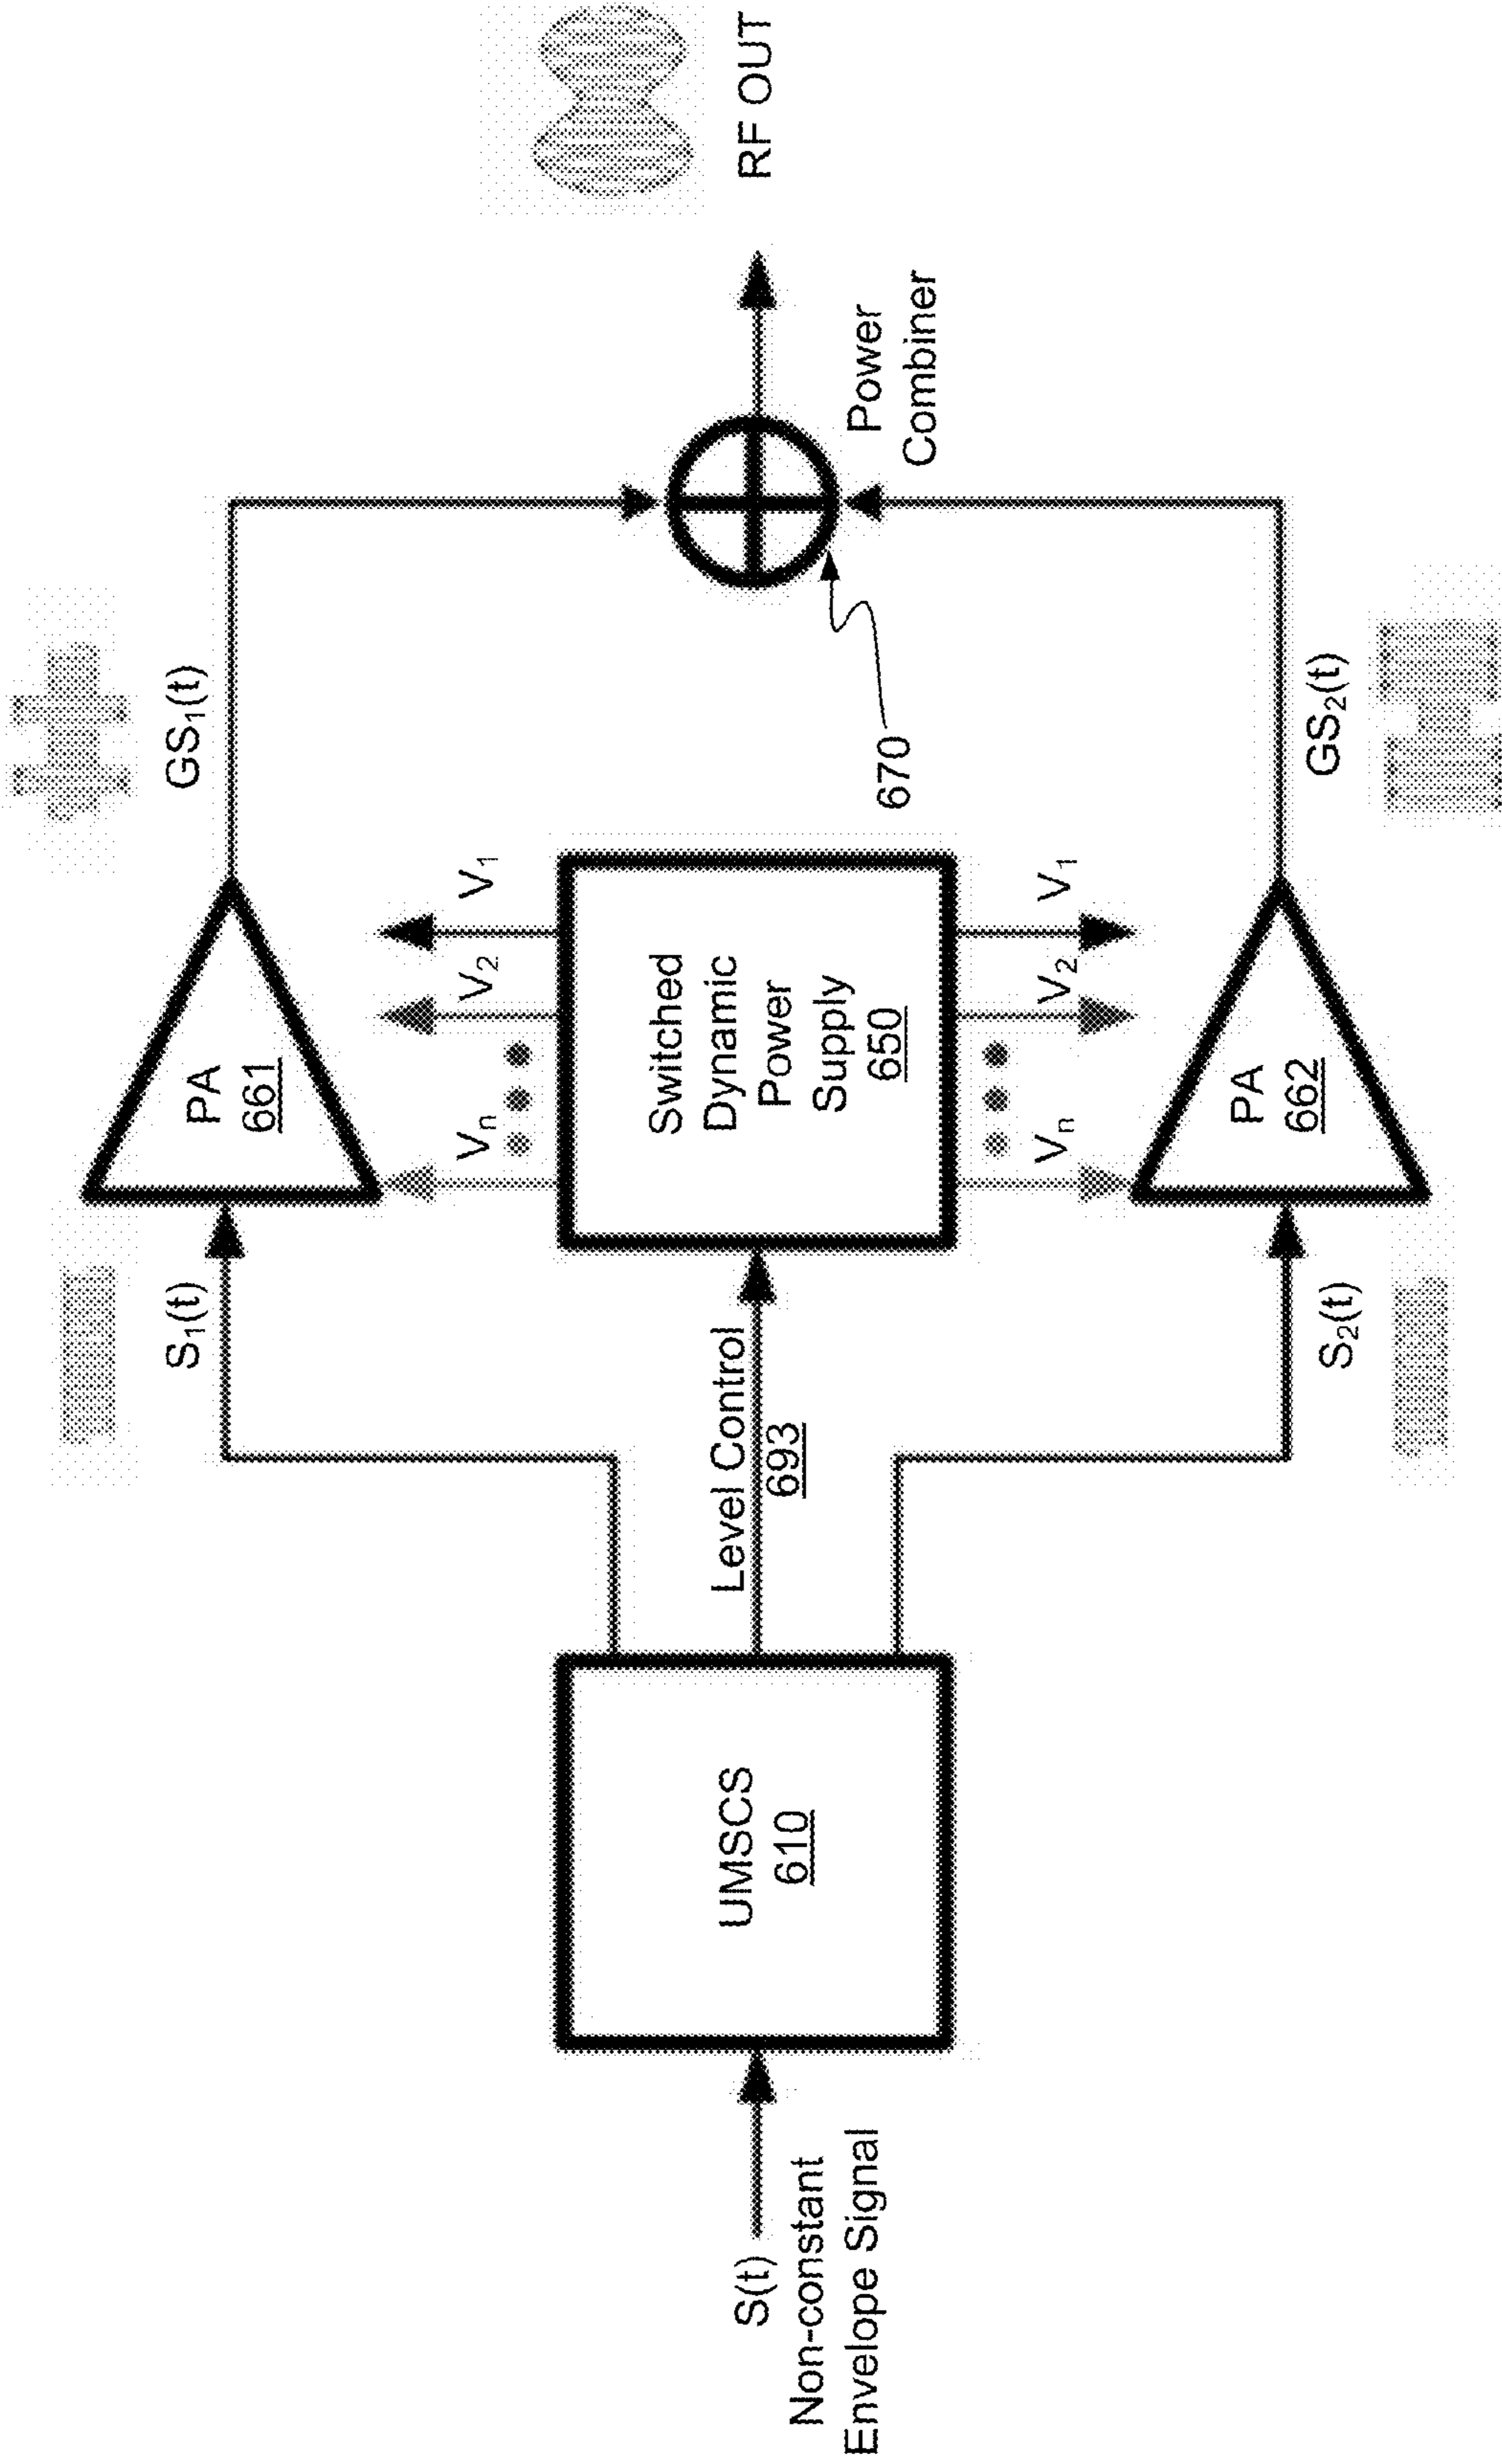 S(t)
Non-constant
Envelope Signal
UMSCS
610
S₁(t)
Level Control
693
S₂(t)
PA
661
Vₙ
V₂
V₁
Switched
Dynamic
Power
Supply
650
Vₙ
V₂
V₁
PA
662
GS₁(t)
670
GS₂(t)
Power
Combiner
RF OUT